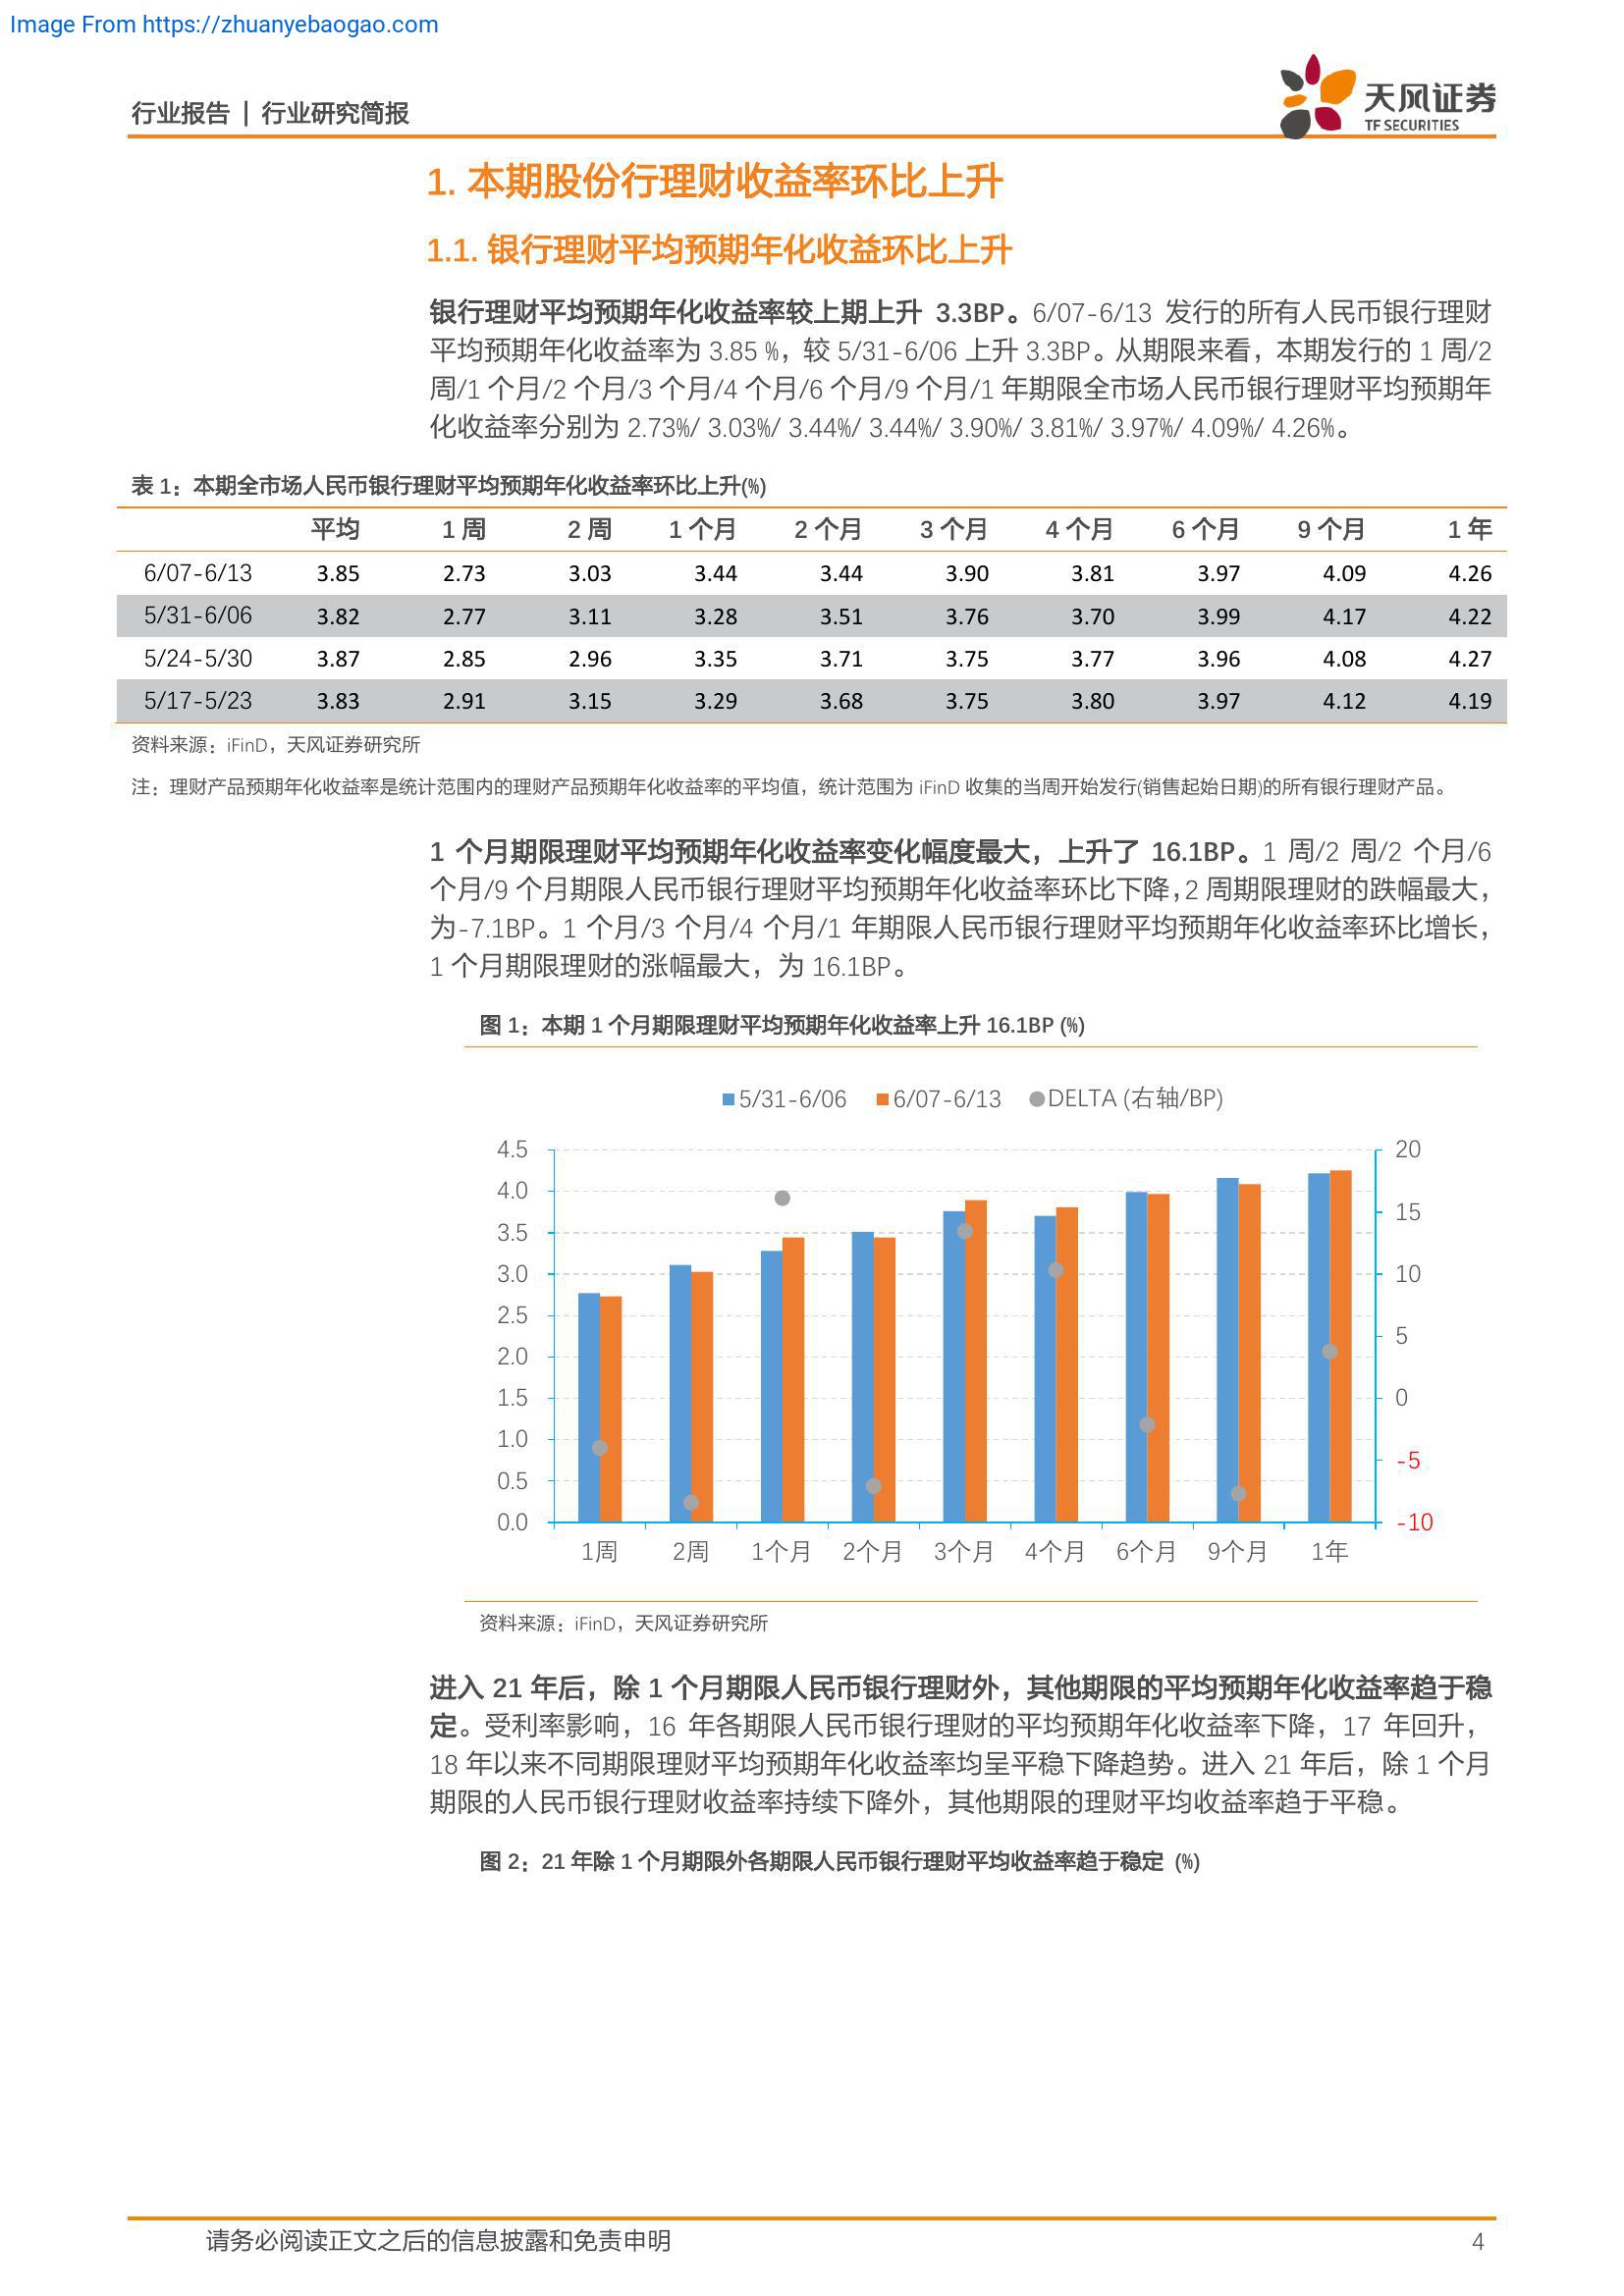 Image From https://zhuanyebaogao.com
行业报告 | 行业研究简报
天风证券
TF SECURITIES
1. 本期股份行理财收益率环比上升
1.1. 银行理财平均预期年化收益环比上升
银行理财平均预期年化收益率较上期上升 3.3BP。6/07-6/13 发行的所有人民币银行理财
平均预期年化收益率为 3.85 %，较 5/31-6/06 上升 3.3BP。从期限来看，本期发行的 1 周/2
周/1 个月/2 个月/3 个月/4 个月/6 个月/9 个月/1 年期限全市场人民币银行理财平均预期年
化收益率分别为 2.73%/ 3.03%/ 3.44%/ 3.44%/ 3.90%/ 3.81%/ 3.97%/ 4.09%/ 4.26%。
表 1：本期全市场人民币银行理财平均预期年化收益率环比上升(%)
平均 1 周 2 周 1 个月 2 个月 3 个月 4 个月 6 个月 9 个月 1 年
6/07-6/13 3.85 2.73 3.03 3.44 3.44 3.90 3.81 3.97 4.09 4.26
5/31-6/06 3.82 2.77 3.11 3.28 3.51 3.76 3.70 3.99 4.17 4.22
5/24-5/30 3.87 2.85 2.96 3.35 3.71 3.75 3.77 3.96 4.08 4.27
5/17-5/23 3.83 2.91 3.15 3.29 3.68 3.75 3.80 3.97 4.12 4.19
资料来源：iFinD，天风证券研究所
注：理财产品预期年化收益率是统计范围内的理财产品预期年化收益率的平均值，统计范围为 iFinD 收集的当周开始发行(销售起始日期)的所有银行理财产品。
1 个月期限理财平均预期年化收益率变化幅度最大，上升了 16.1BP。1 周/2 周/2 个月/6
个月/9 个月期限人民币银行理财平均预期年化收益率环比下降，2 周期限理财的跌幅最大，
为-7.1BP。1 个月/3 个月/4 个月/1 年期限人民币银行理财平均预期年化收益率环比增长，
1 个月期限理财的涨幅最大，为 16.1BP。
图 1：本期 1 个月期限理财平均预期年化收益率上升 16.1BP (%)
5/31-6/06 6/07-6/13 DELTA (右轴/BP)
4.5 20
4.0
3.5 15
3.0 10
2.5
2.0 5
1.5 0
1.0
0.5 -5
0.0 -10
1周 2周 1个月 2个月 3个月 4个月 6个月 9个月 1年
资料来源：iFinD，天风证券研究所
进入 21 年后，除 1 个月期限人民币银行理财外，其他期限的平均预期年化收益率趋于稳
定。受利率影响，16 年各期限人民币银行理财的平均预期年化收益率下降，17 年回升，
18 年以来不同期限理财平均预期年化收益率均呈平稳下降趋势。进入 21 年后，除 1 个月
期限的人民币银行理财收益率持续下降外，其他期限的理财平均收益率趋于平稳。
图 2：21 年除 1 个月期限外各期限人民币银行理财平均收益率趋于稳定 (%)
请务必阅读正文之后的信息披露和免责申明 4